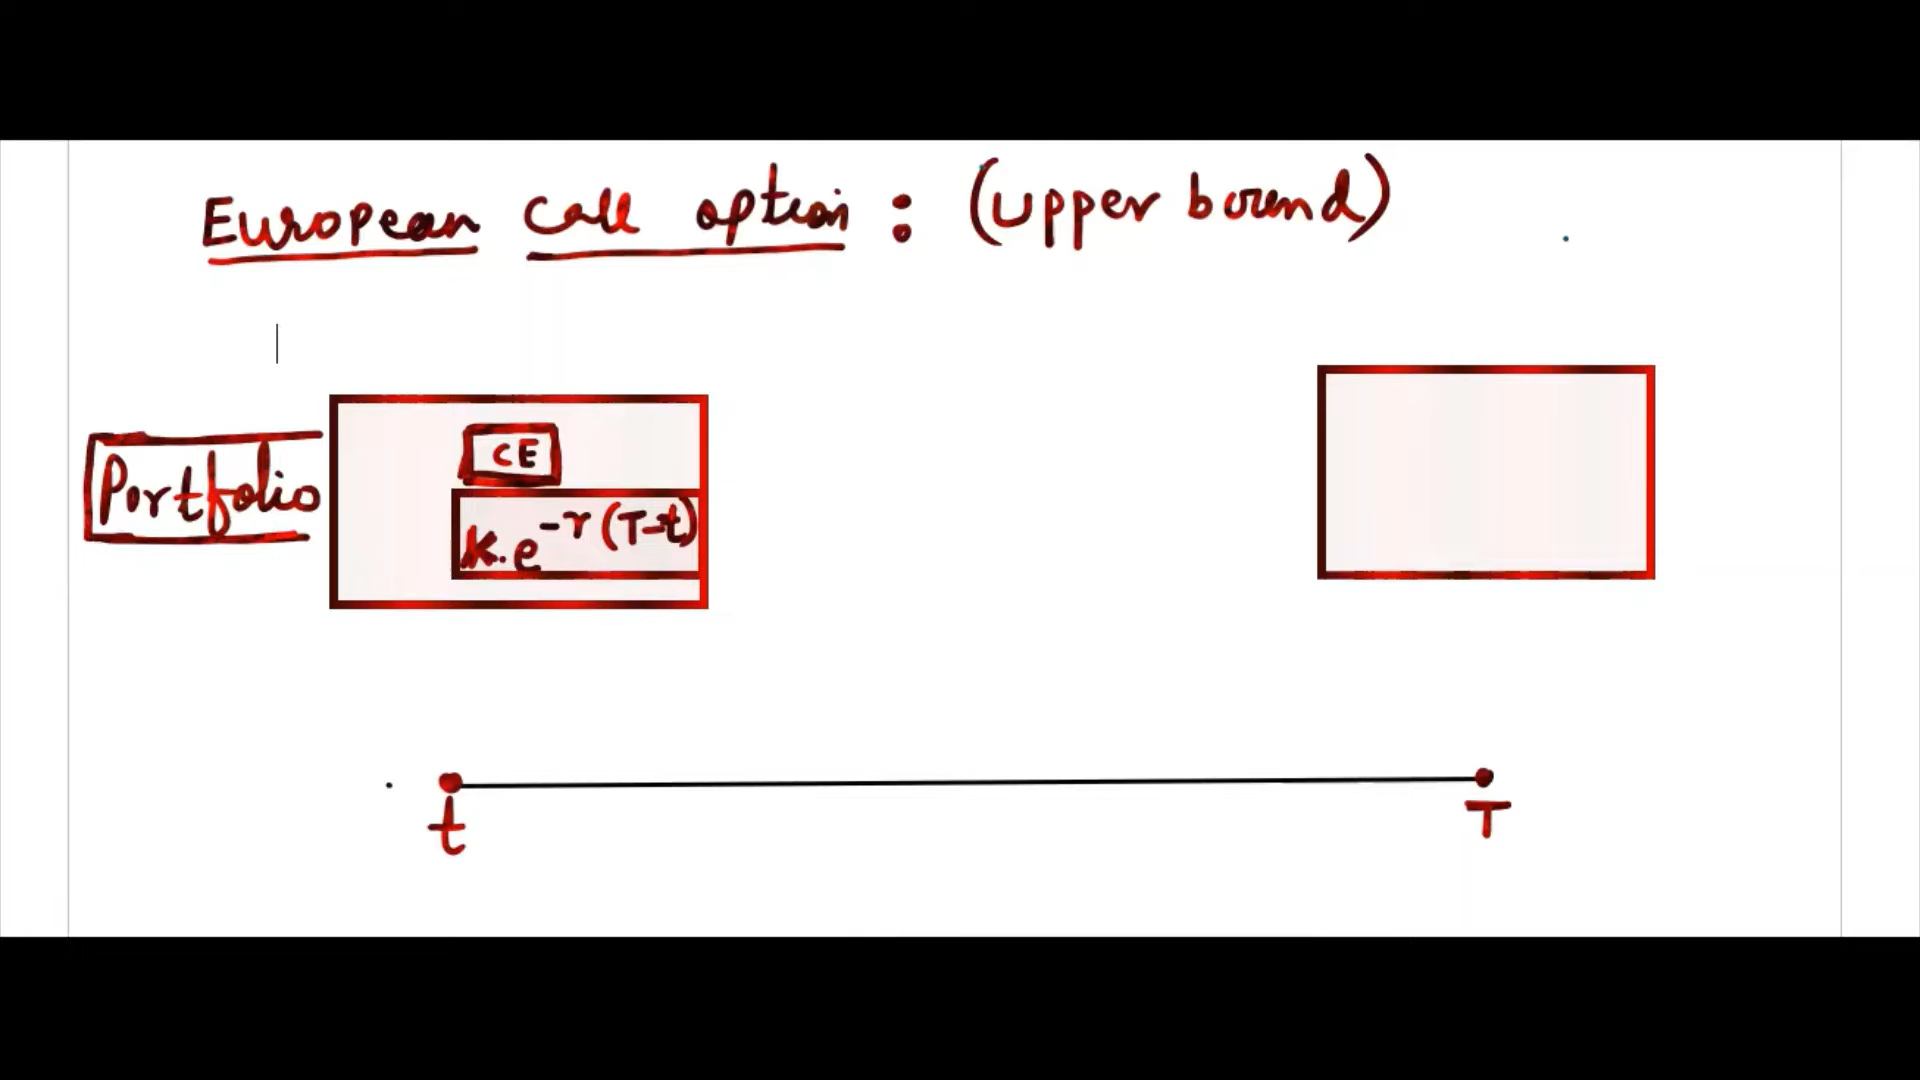 European call option : (upper bound)
Portfolio
CE
K.e^-r(T-t)
t
T